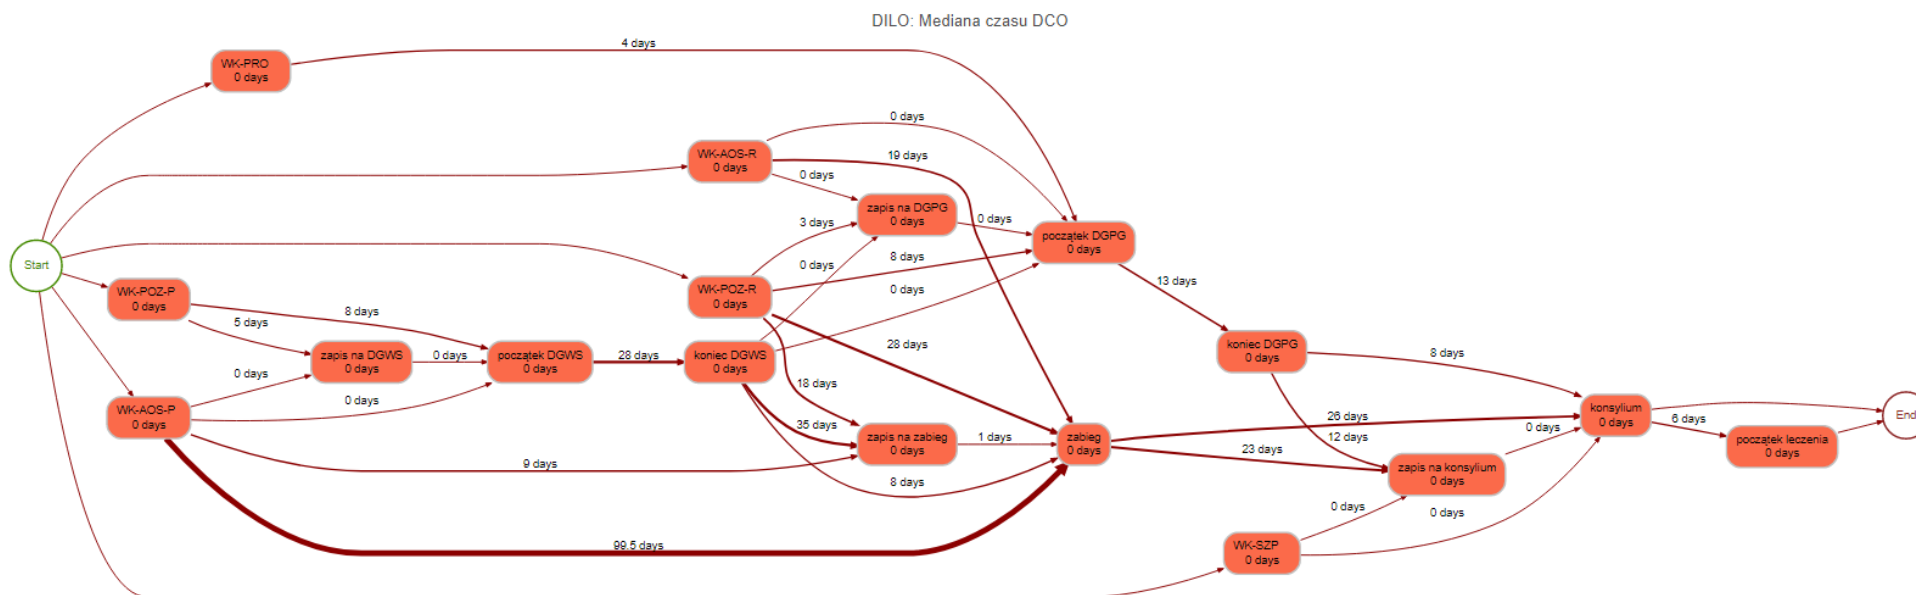 DILO: Mediana czasu DCO
4 days
WK-PRO
0 days
0 days
WK-AOS-R
0 days
19 days
0 days
zapis na DGPG
0 days
0 days
3 days
początek DGPG
0 days
Start
0 days
8 days
13 days
WK-POZ-P
0 days
WK-POZ-R
0 days
0 days
8 days
5 days
zapis na DGWS
0 days
0 days
początek DGWS
0 days
28 days
koniec DGWS
0 days
28 days
koniec DGPG
0 days
8 days
0 days
0 days
18 days
WK-AOS-P
0 days
35 days
zapis na zabieg
0 days
1 days
zabieg
0 days
26 days
12 days
23 days
0 days
konsylium
0 days
6 days
End
początek leczenia
0 days
9 days
8 days
zapis na konsylium
0 days
0 days
0 days
99.5 days
WK-SZP
0 days